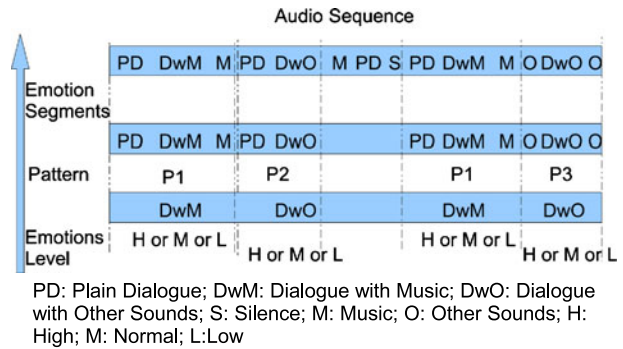 Audio Sequence
PD DwM M PD DwO M PD S PD DwM M O DwO O
Emotion
Segments
PD DwM M PD DwO PD DwM M O DwO O
Pattern P1 P2 P1 P3
DwM DwO DwM DwO
Emotions
Level
H or M or L H or M or L H or M or L H or M or L
PD: Plain Dialogue; DwM: Dialogue with Music; DwO: Dialogue
with Other Sounds; S: Silence; M: Music; O: Other Sounds; H:
High; M: Normal; L:Low